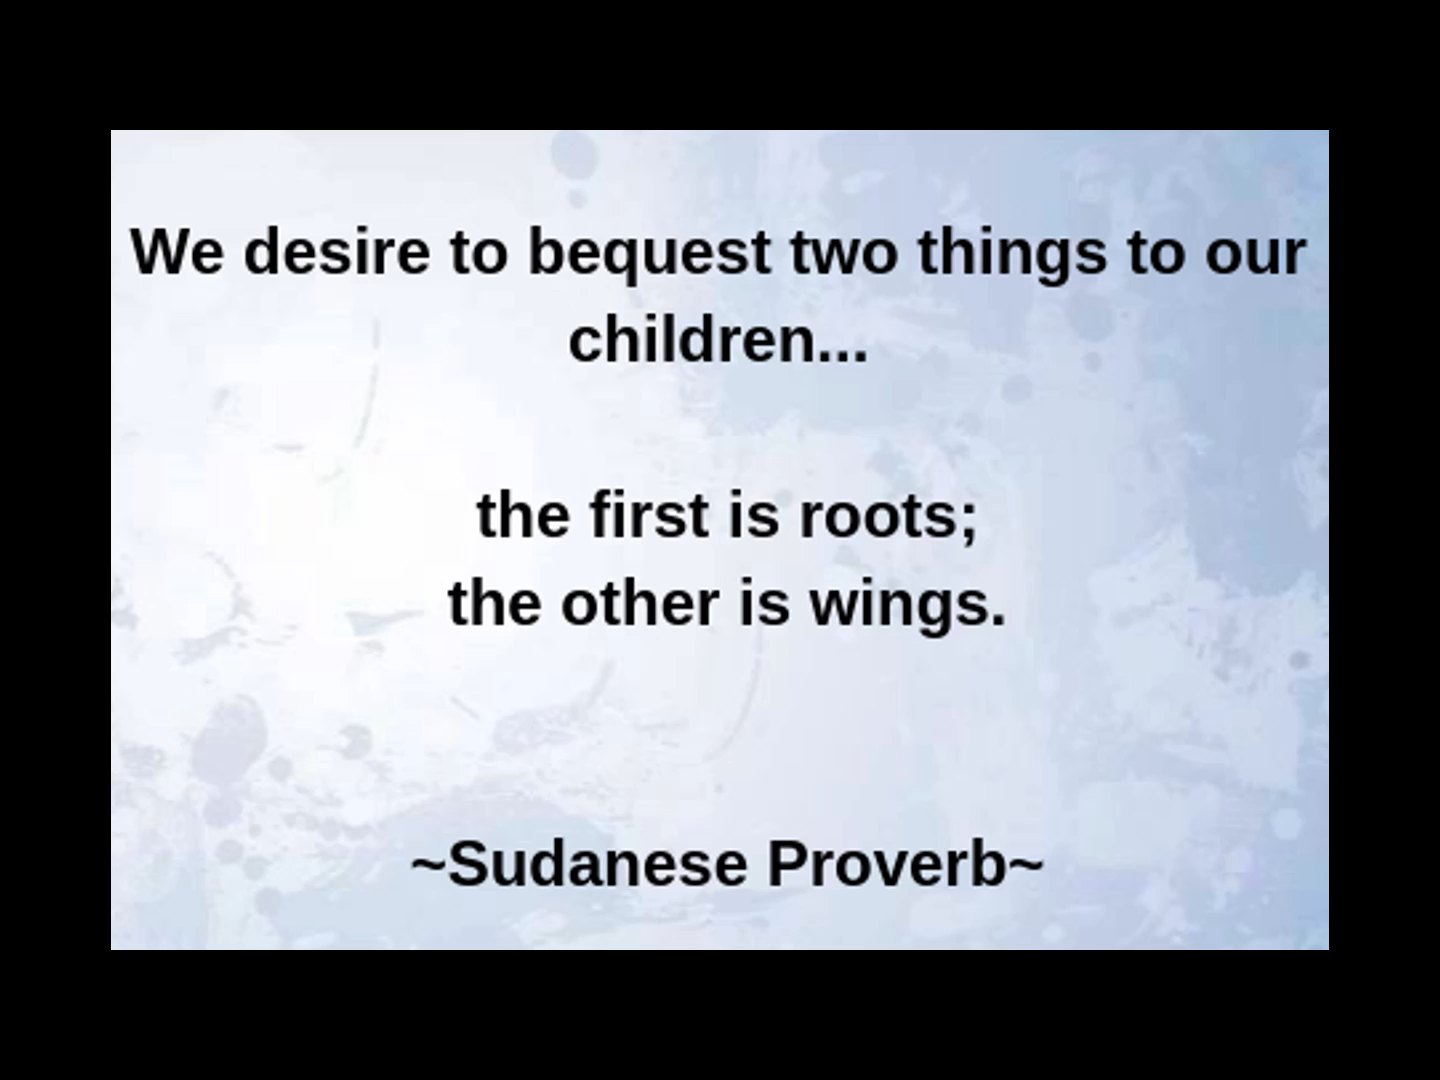 We desire to bequest two things to our
children...
the first is roots;
the other is wings.
~Sudanese Proverb~